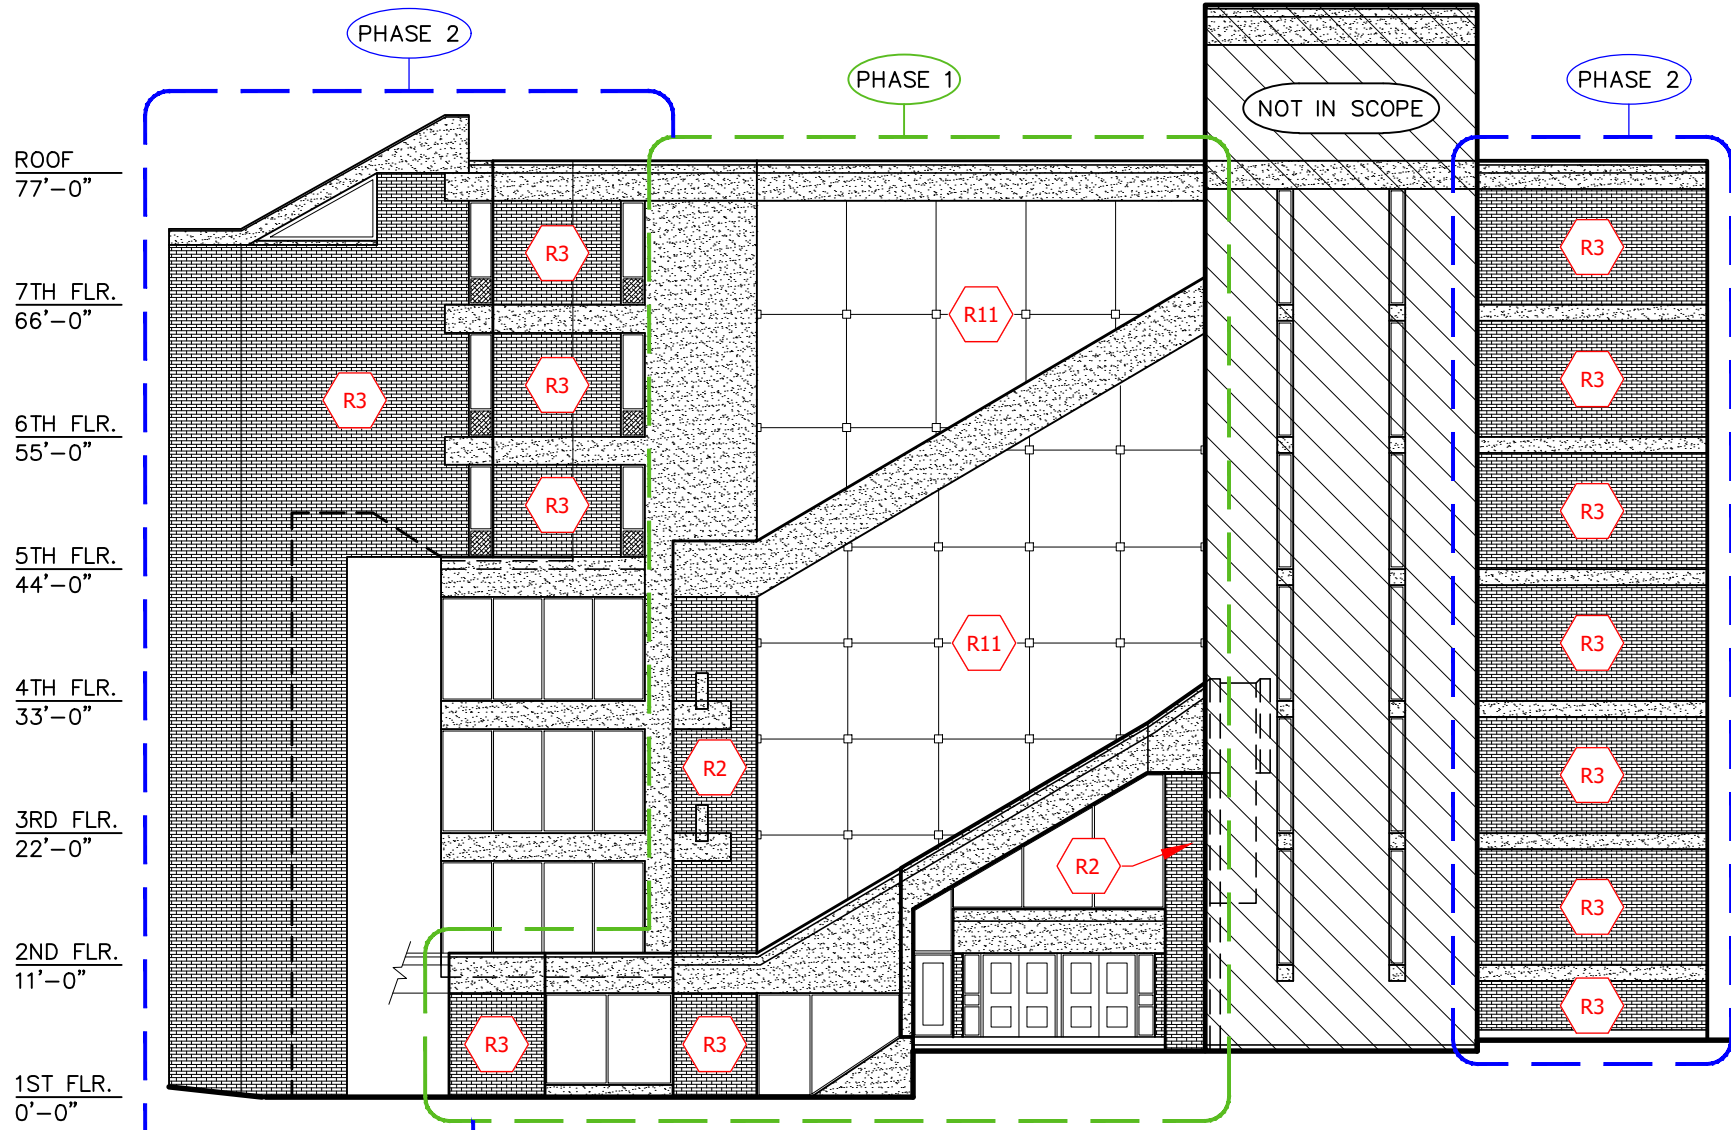 PHASE 2
PHASE 1
PHASE 2
NOT IN SCOPE
ROOF
77'-0"
R3
R3
7TH FLR.
66'-0"
R11
R3
R3
R3
6TH FLR.
55'-0"
R3
R3
5TH FLR.
44'-0"
R11
R3
4TH FLR.
33'-0"
R2
R3
3RD FLR.
22'-0"
R2
R3
2ND FLR.
11'-0"
R3
R3
R3
1ST FLR.
0'-0"